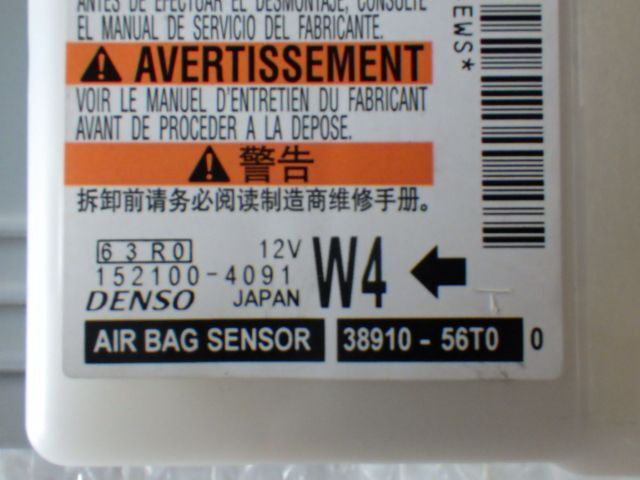 ANTES DE EFECTUAR EL DESMONTAJE, CONSULTE
EL MANUAL DE SERVICIO DEL FABRICANTE.
AVERTISSEMENT
VOIR LE MANUEL D'ENTRETIEN DU FABRICANT
AVANT DE PROCEDER A LA DEPOSE.
警告
拆卸前请务必阅读制造商维修手册。
63R0 12V
152100-4091
DENSO JAPAN
W4
AIR BAG SENSOR 38910 - 56T0 0
EWS*